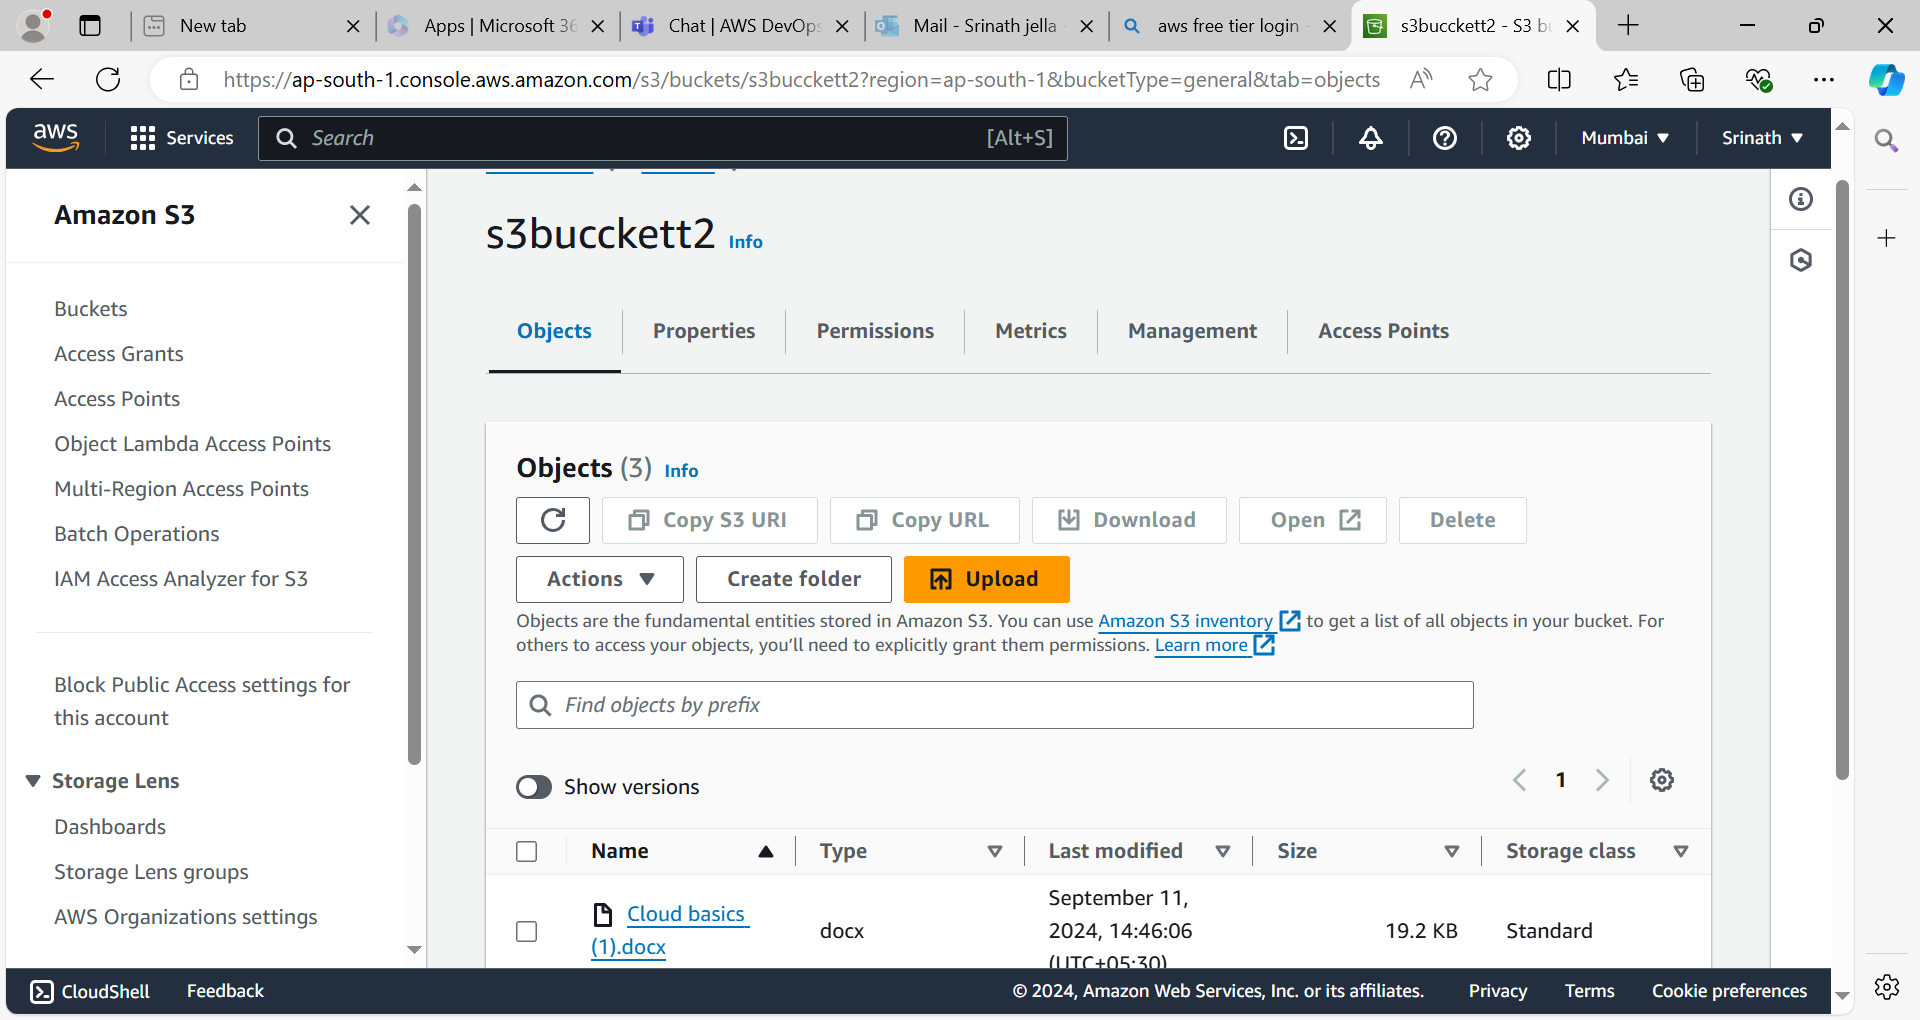 New tab
Apps | Microsoft 36
Chat | AWS DevOps
Mail - Srinath jella -
aws free tier login -
s3bucckett2 - S3 bu
https://ap-south-1.console.aws.amazon.com/s3/buckets/s3bucckett2?region=ap-south-1&bucketType=general&tab=objects
aws
Services
Search
[Alt+S]
Mumbai
Srinath
Amazon S3
Buckets
Access Grants
Access Points
Object Lambda Access Points
Multi-Region Access Points
Batch Operations
IAM Access Analyzer for S3
Block Public Access settings for
this account
Storage Lens
Dashboards
Storage Lens groups
AWS Organizations settings
s3bucckett2 Info
Objects
Properties
Permissions
Metrics
Management
Access Points
Objects (3) Info
Copy S3 URI
Copy URL
Download
Open
Delete
Actions
Create folder
Upload
Objects are the fundamental entities stored in Amazon S3. You can use Amazon S3 inventory to get a list of all objects in your bucket. For
others to access your objects, you'll need to explicitly grant them permissions. Learn more
Find objects by prefix
Show versions
1
Name
Type
Last modified
Size
Storage class
Cloud basics
(1).docx
docx
September 11,
2024, 14:46:06
(UTC+05:30)
19.2 KB
Standard
CloudShell
Feedback
© 2024, Amazon Web Services, Inc. or its affiliates.
Privacy
Terms
Cookie preferences